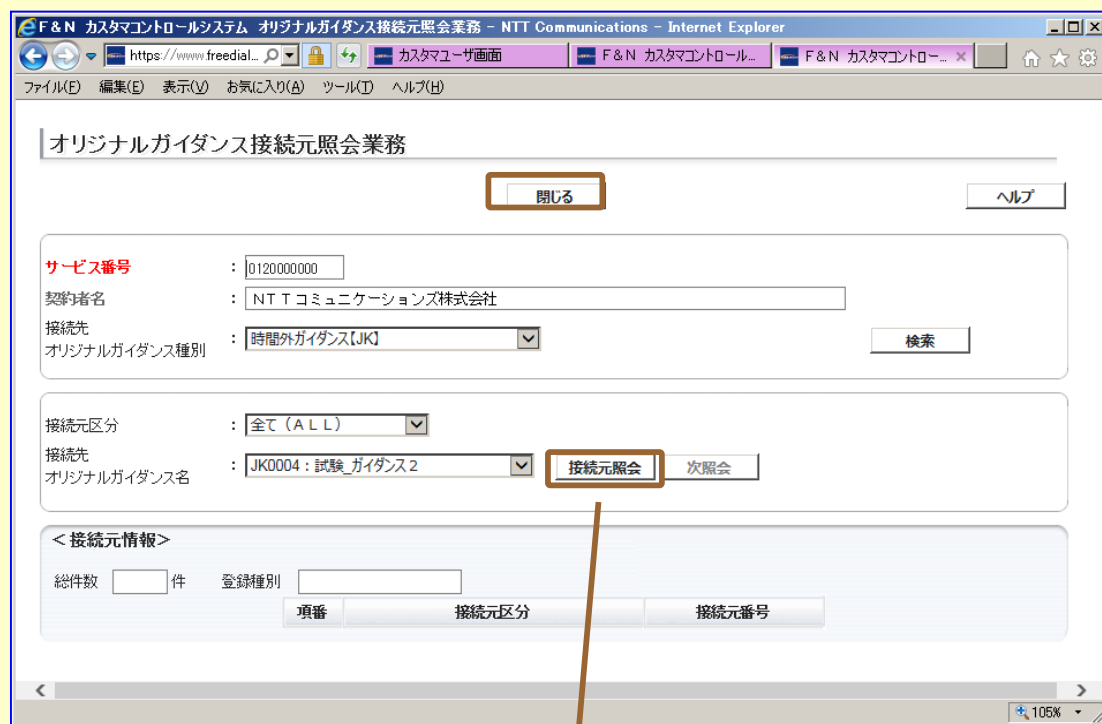 F＆N カスタマコントロールシステム オリジナルガイダンス接続元照会業務 - NTT Communications - Internet Explorer
https://www.freedial...
カスタマユーザ画面
F＆N カスタマコントロール...
F＆N カスタマコントロー...
ファイル(F) 編集(E) 表示(V) お気に入り(A) ツール(T) ヘルプ(H)
オリジナルガイダンス接続元照会業務
閉じる
ヘルプ
サービス番号 : 0120000000
契約者名 : ＮＴＴコミュニケーションズ株式会社
接続先
オリジナルガイダンス種別 : 時間外ガイダンス【JK】
検索
接続元区分 : 全て（ＡＬＬ）
接続先
オリジナルガイダンス名 : JK0004：試験_ガイダンス２
接続元照会
次照会
＜接続元情報＞
総件数 件 登録種別
項番 接続元区分 接続元番号
105%